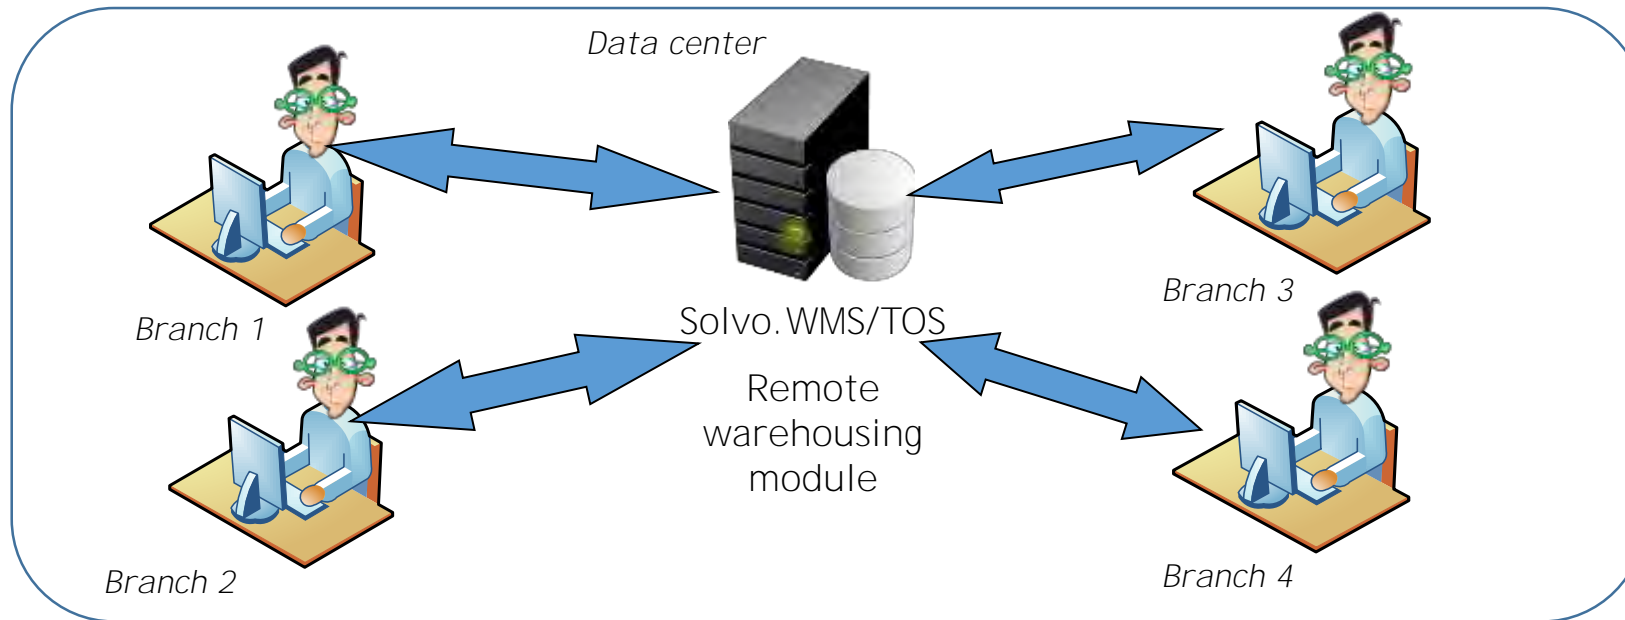 Data center
Branch 1
Branch 3
Solvo.WMS/TOS
Remote
warehousing
module
Branch 2
Branch 4